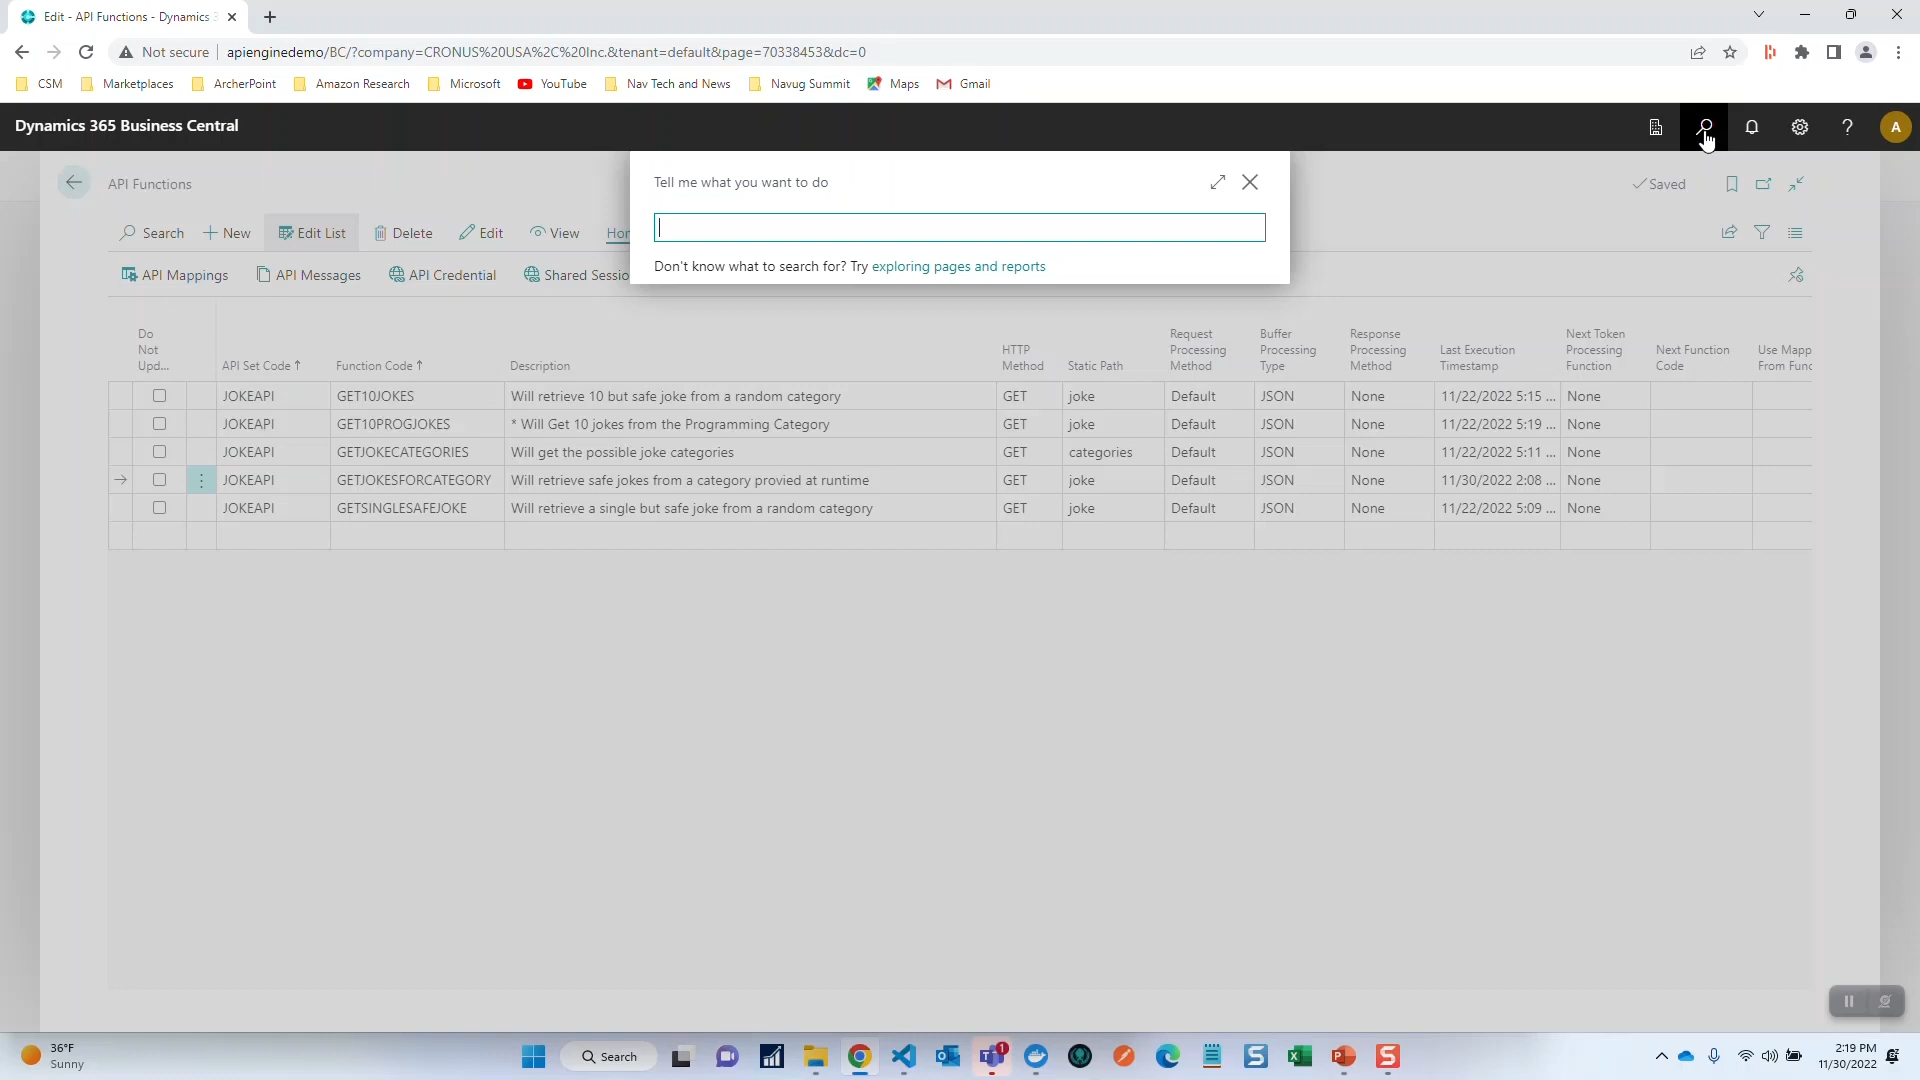 Edit - API Functions - Dynamics 3
Not secure apienginedemo/BC/?company=CRONUS%20USA%2C%20Inc.&tenant=default&page=70338453&dc=0
CSM Marketplaces ArcherPoint Amazon Research Microsoft YouTube Nav Tech and News Navug Summit Maps Gmail
Dynamics 365 Business Central
A
Tell me what you want to do
Don't know what to search for? Try exploring pages and reports
API Functions
Saved
Search New Edit List Delete Edit View Hor
API Mappings API Messages API Credential Shared Sessio
Do Not Upd...
API Set Code ↑
Function Code ↑
Description
HTTP Method
Static Path
Request Processing Method
Buffer Processing Type
Response Processing Method
Last Execution Timestamp
Next Token Processing Function
Next Function Code
Use Mapp From Func
JOKEAPI GET10JOKES Will retrieve 10 but safe joke from a random category GET joke Default JSON None 11/22/2022 5:15 ... None
JOKEAPI GET10PROGJOKES * Will Get 10 jokes from the Programming Category GET joke Default JSON None 11/22/2022 5:19 ... None
JOKEAPI GETJOKECATEGORIES Will get the possible joke categories GET categories Default JSON None 11/22/2022 5:11 ... None
JOKEAPI GETJOKESFORCATEGORY Will retrieve safe jokes from a category provied at runtime GET joke Default JSON None 11/30/2022 2:08 ... None
JOKEAPI GETSINGLESAFEJOKE Will retrieve a single but safe joke from a random category GET joke Default JSON None 11/22/2022 5:09 ... None
36°F
Sunny
Search
1
2:19 PM
11/30/2022